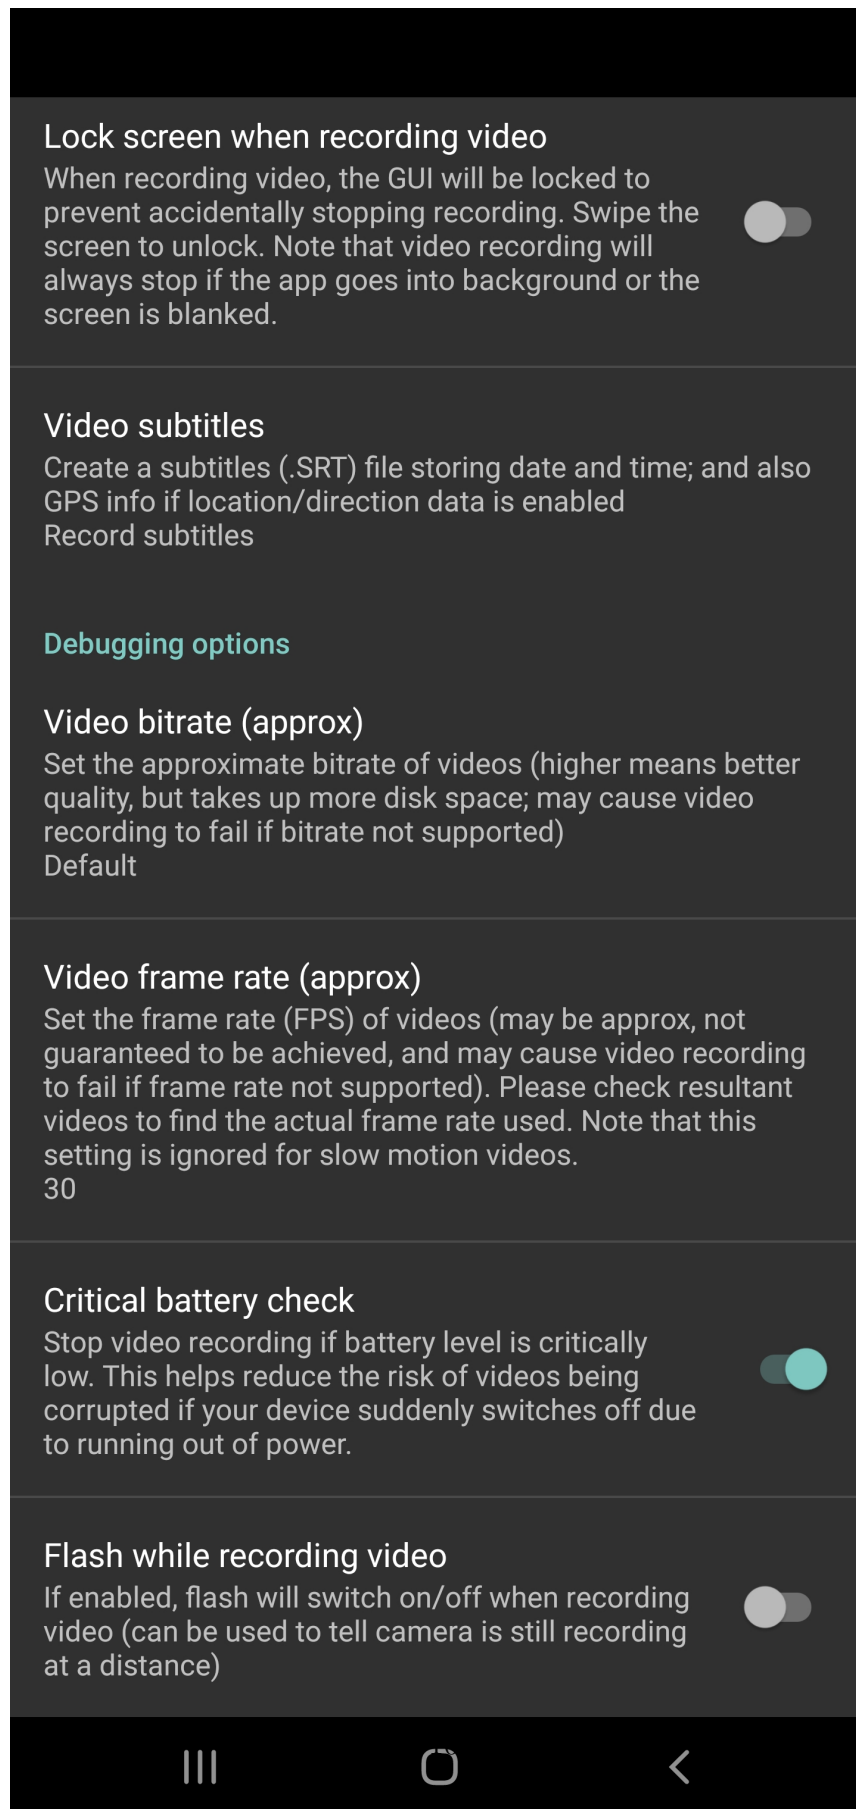 Lock screen when recording video
When recording video, the GUI will be locked to
prevent accidentally stopping recording. Swipe the
screen to unlock. Note that video recording will
always stop if the app goes into background or the
screen is blanked.
Video subtitles
Create a subtitles (.SRT) file storing date and time; and also
GPS info if location/direction data is enabled
Record subtitles
Debugging options
Video bitrate (approx)
Set the approximate bitrate of videos (higher means better
quality, but takes up more disk space; may cause video
recording to fail if bitrate not supported)
Default
Video frame rate (approx)
Set the frame rate (FPS) of videos (may be approx, not
guaranteed to be achieved, and may cause video recording
to fail if frame rate not supported). Please check resultant
videos to find the actual frame rate used. Note that this
setting is ignored for slow motion videos.
30
Critical battery check
Stop video recording if battery level is critically
low. This helps reduce the risk of videos being
corrupted if your device suddenly switches off due
to running out of power.
Flash while recording video
If enabled, flash will switch on/off when recording
video (can be used to tell camera is still recording
at a distance)